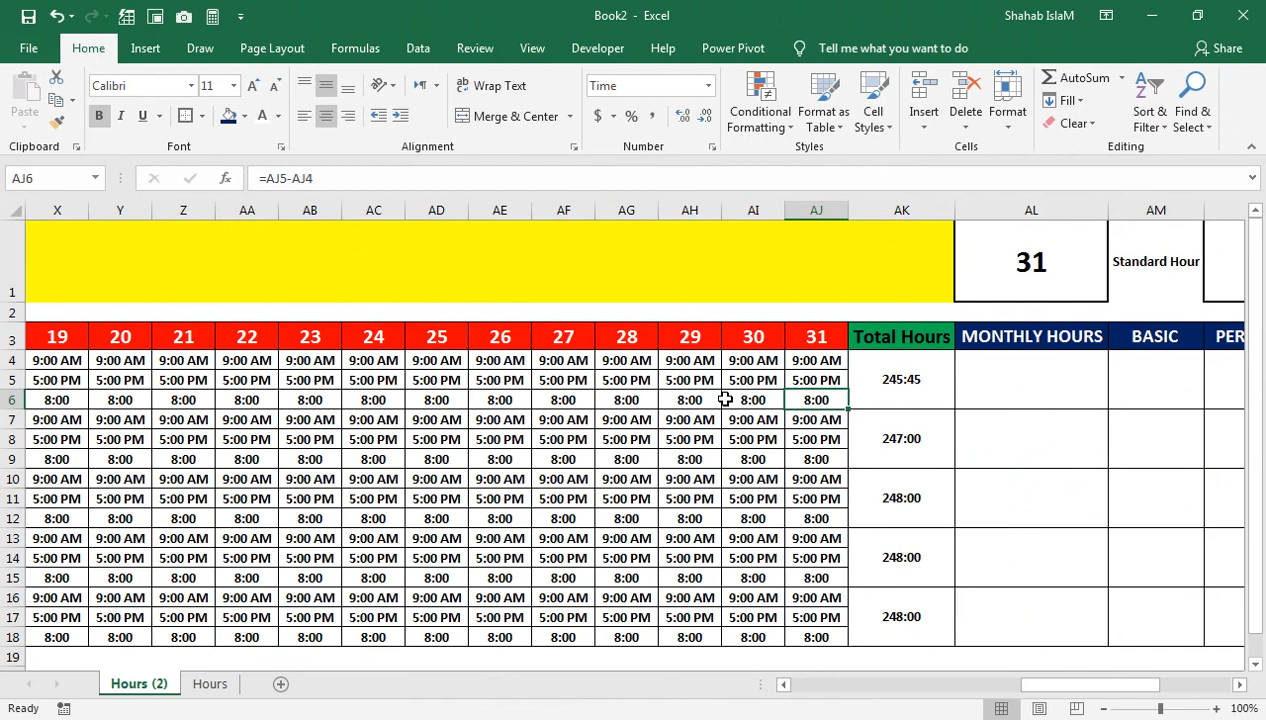 Book2 - Excel
Shahab IslaM
File Home Insert Draw Page Layout Formulas Data Review View Developer Help Power Pivot Tell me what you want to do Share
Paste Calibri 11 Wrap Text Time Conditional Formatting Format as Table Cell Styles Insert Delete Format AutoSum Sort & Filter Find & Select
B I U A Merge & Center $ % , Fill
Clear
Clipboard Font Alignment Number Styles Cells Editing
AJ6 fx =AJ5-AJ4
X Y Z AA AB AC AD AE AF AG AH AI AJ AK AL AM
1 31 Standard Hour
2
3 19 20 21 22 23 24 25 26 27 28 29 30 31 Total Hours MONTHLY HOURS BASIC PER
4 9:00 AM 9:00 AM 9:00 AM 9:00 AM 9:00 AM 9:00 AM 9:00 AM 9:00 AM 9:00 AM 9:00 AM 9:00 AM 9:00 AM 9:00 AM
5 5:00 PM 5:00 PM 5:00 PM 5:00 PM 5:00 PM 5:00 PM 5:00 PM 5:00 PM 5:00 PM 5:00 PM 5:00 PM 5:00 PM 5:00 PM 245:45
6 8:00 8:00 8:00 8:00 8:00 8:00 8:00 8:00 8:00 8:00 8:00 8:00 8:00
7 9:00 AM 9:00 AM 9:00 AM 9:00 AM 9:00 AM 9:00 AM 9:00 AM 9:00 AM 9:00 AM 9:00 AM 9:00 AM 9:00 AM 9:00 AM
8 5:00 PM 5:00 PM 5:00 PM 5:00 PM 5:00 PM 5:00 PM 5:00 PM 5:00 PM 5:00 PM 5:00 PM 5:00 PM 5:00 PM 5:00 PM 247:00
9 8:00 8:00 8:00 8:00 8:00 8:00 8:00 8:00 8:00 8:00 8:00 8:00 8:00
10 9:00 AM 9:00 AM 9:00 AM 9:00 AM 9:00 AM 9:00 AM 9:00 AM 9:00 AM 9:00 AM 9:00 AM 9:00 AM 9:00 AM 9:00 AM
11 5:00 PM 5:00 PM 5:00 PM 5:00 PM 5:00 PM 5:00 PM 5:00 PM 5:00 PM 5:00 PM 5:00 PM 5:00 PM 5:00 PM 5:00 PM 248:00
12 8:00 8:00 8:00 8:00 8:00 8:00 8:00 8:00 8:00 8:00 8:00 8:00 8:00
13 9:00 AM 9:00 AM 9:00 AM 9:00 AM 9:00 AM 9:00 AM 9:00 AM 9:00 AM 9:00 AM 9:00 AM 9:00 AM 9:00 AM 9:00 AM
14 5:00 PM 5:00 PM 5:00 PM 5:00 PM 5:00 PM 5:00 PM 5:00 PM 5:00 PM 5:00 PM 5:00 PM 5:00 PM 5:00 PM 5:00 PM 248:00
15 8:00 8:00 8:00 8:00 8:00 8:00 8:00 8:00 8:00 8:00 8:00 8:00 8:00
16 9:00 AM 9:00 AM 9:00 AM 9:00 AM 9:00 AM 9:00 AM 9:00 AM 9:00 AM 9:00 AM 9:00 AM 9:00 AM 9:00 AM 9:00 AM
17 5:00 PM 5:00 PM 5:00 PM 5:00 PM 5:00 PM 5:00 PM 5:00 PM 5:00 PM 5:00 PM 5:00 PM 5:00 PM 5:00 PM 5:00 PM 248:00
18 8:00 8:00 8:00 8:00 8:00 8:00 8:00 8:00 8:00 8:00 8:00 8:00 8:00
19
Hours (2) Hours
Ready 100%